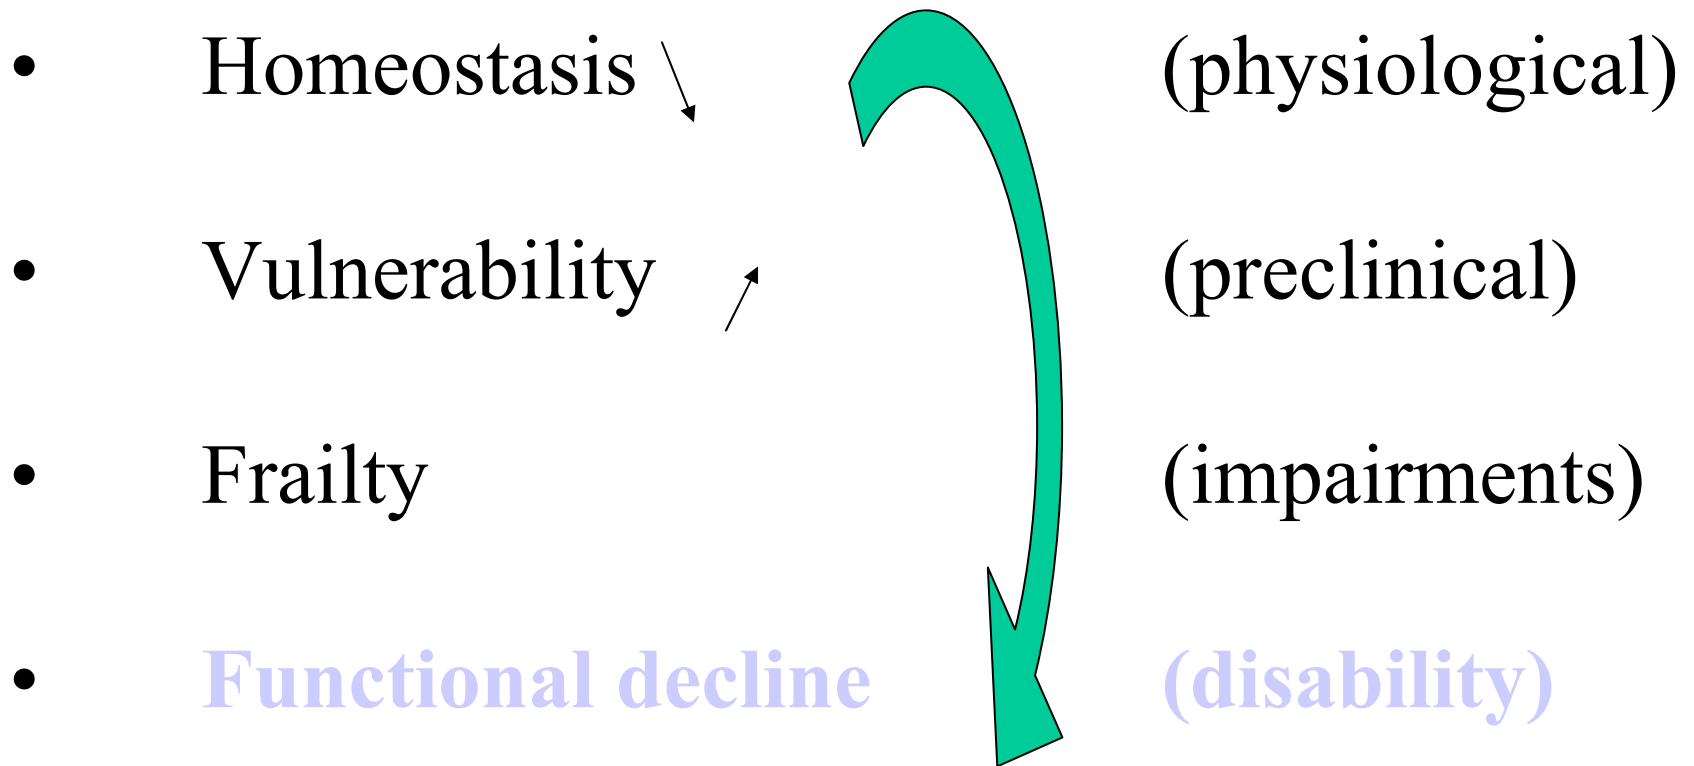 • Homeostasis (physiological)
• Vulnerability (preclinical)
• Frailty (impairments)
• Functional decline (disability)